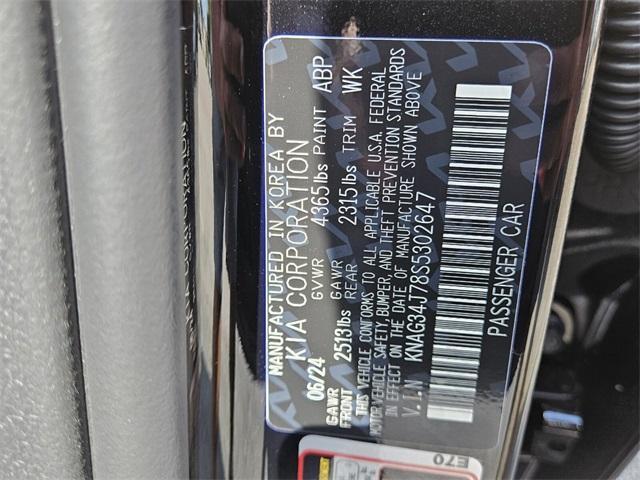 MANUFACTURED IN KOREA BY
KIA CORPORATION
06/24 GVWR 4365lbs PAINT ABP
GAWR FRONT 2513lbs GAWR REAR 2315lbs TRIM WK
THIS VEHICLE CONFORMS TO ALL APPLICABLE U.S.A. FEDERAL
MOTOR VEHICLE SAFETY, BUMPER, AND THEFT PREVENTION STANDARDS
IN EFFECT ON THE DATE OF MANUFACTURE SHOWN ABOVE
V.I.N KNAG34J78S5302647
PASSENGER CAR
E70